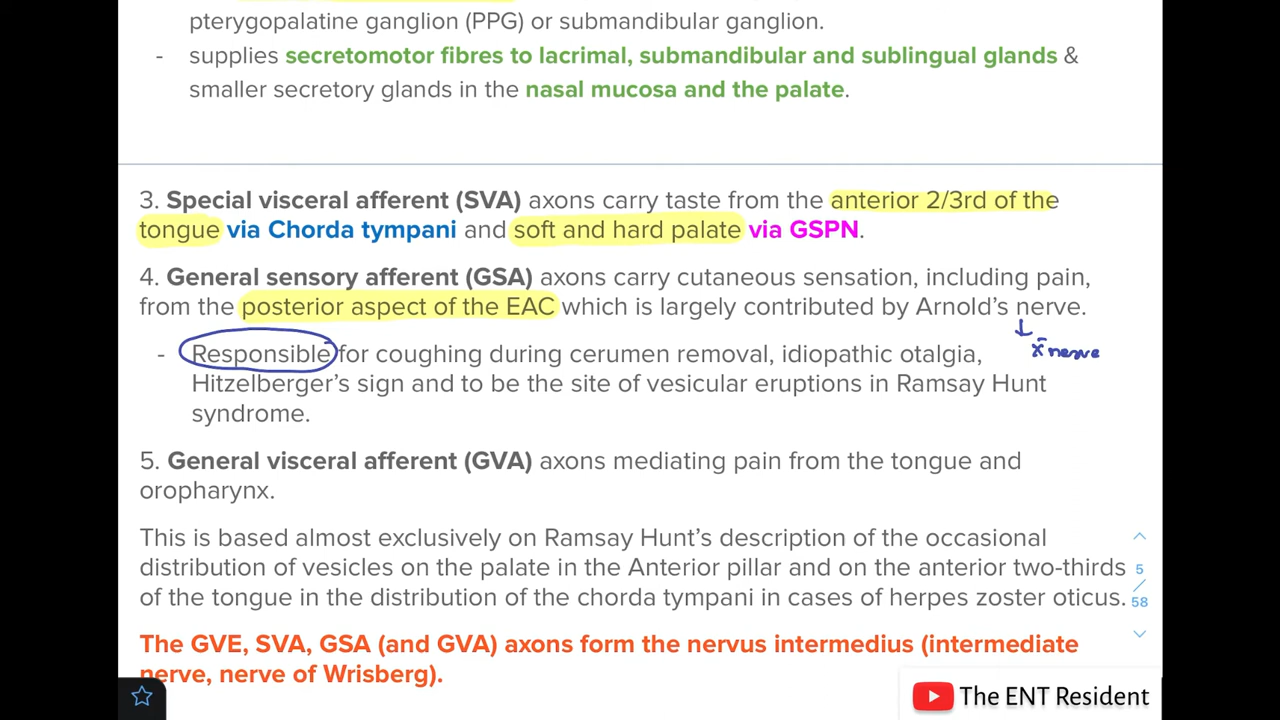 pterygopalatine ganglion (PPG) or submandibular ganglion.
- supplies secretomotor fibres to lacrimal, submandibular and sublingual glands &
smaller secretory glands in the nasal mucosa and the palate.
3. Special visceral afferent (SVA) axons carry taste from the anterior 2/3rd of the
tongue via Chorda tympani and soft and hard palate via GSPN.
4. General sensory afferent (GSA) axons carry cutaneous sensation, including pain,
from the posterior aspect of the EAC which is largely contributed by Arnold's nerve.
- Responsible for coughing during cerumen removal, idiopathic otalgia,
x nerve
Hitzelberger's sign and to be the site of vesicular eruptions in Ramsay Hunt
syndrome.
5. General visceral afferent (GVA) axons mediating pain from the tongue and
oropharynx.
This is based almost exclusively on Ramsay Hunt's description of the occasional
distribution of vesicles on the palate in the Anterior pillar and on the anterior two-thirds
of the tongue in the distribution of the chorda tympani in cases of herpes zoster oticus.
5
/
58
The GVE, SVA, GSA (and GVA) axons form the nervus intermedius (intermediate
nerve, nerve of Wrisberg).
The ENT Resident